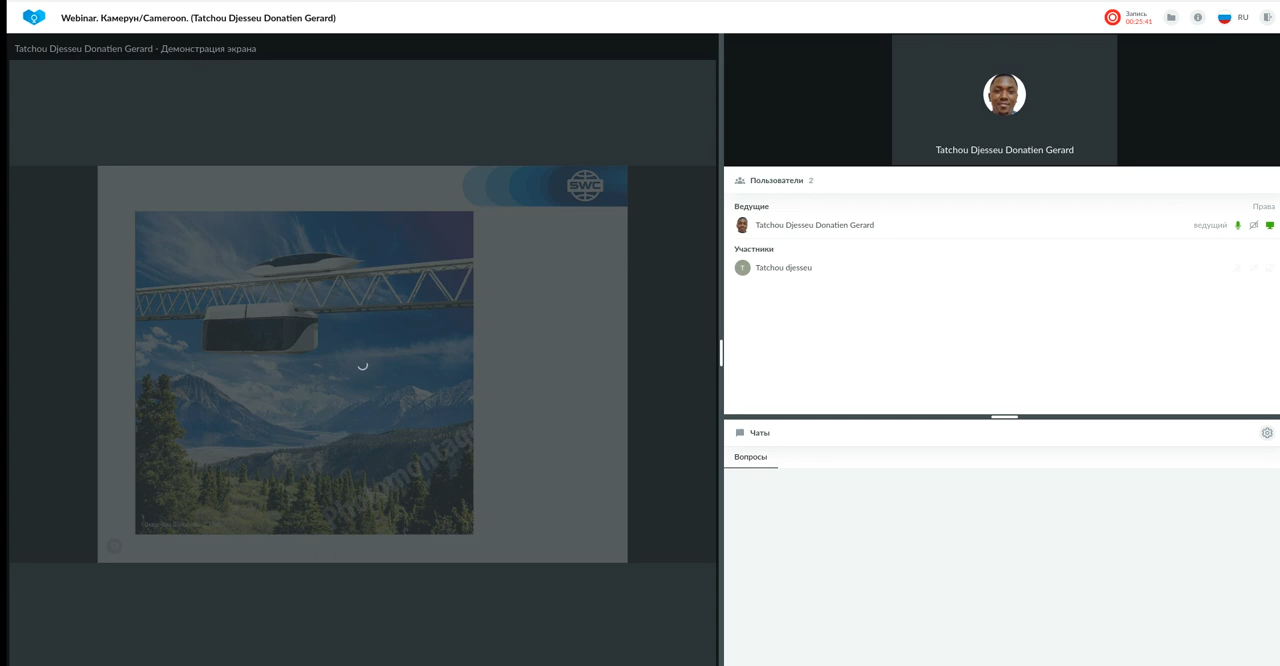 Webinar. Камерун/Cameroon. (Tatchou Djesseu Donatien Gerard)
Запись
00:25:41
RU
Tatchou Djesseu Donatien Gerard - Демонстрация экрана
SWC
Photomontage
Tatchou Djesseu Donatien Gerard
Пользователи 2
Ведущие Права
Tatchou Djesseu Donatien Gerard ведущий
Участники
T Tatchou djesseu
Чаты
Вопросы